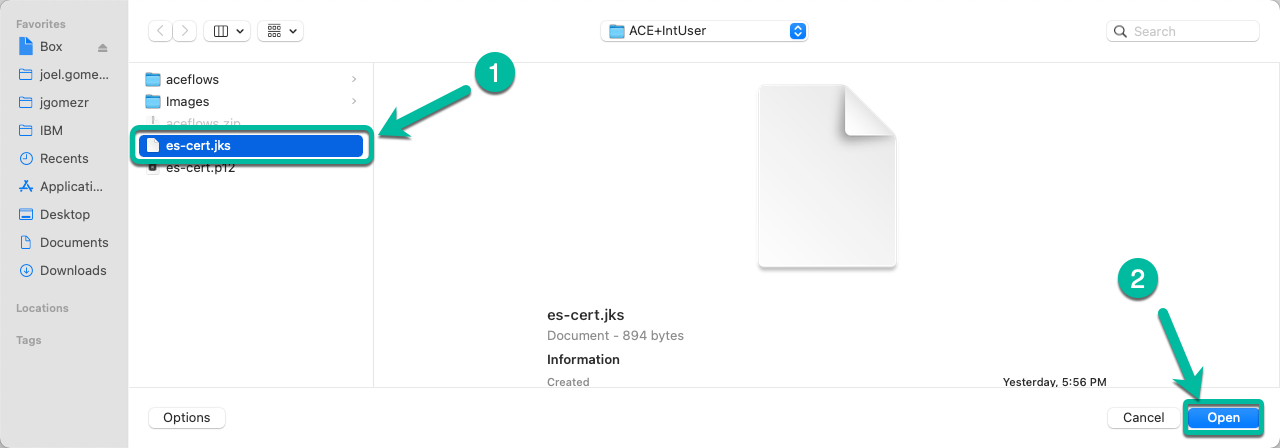 Favorites
Box
joel.gome...
jgomezr
IBM
Recents
Applicati...
Desktop
Documents
Downloads
Locations
Tags
ACE+IntUser
Search
aceflows
Images
aceflows.zip
es-cert.jks
es-cert.p12
1
es-cert.jks
Document - 894 bytes
Information
Created Yesterday, 5:56 PM
2
Options
Cancel
Open